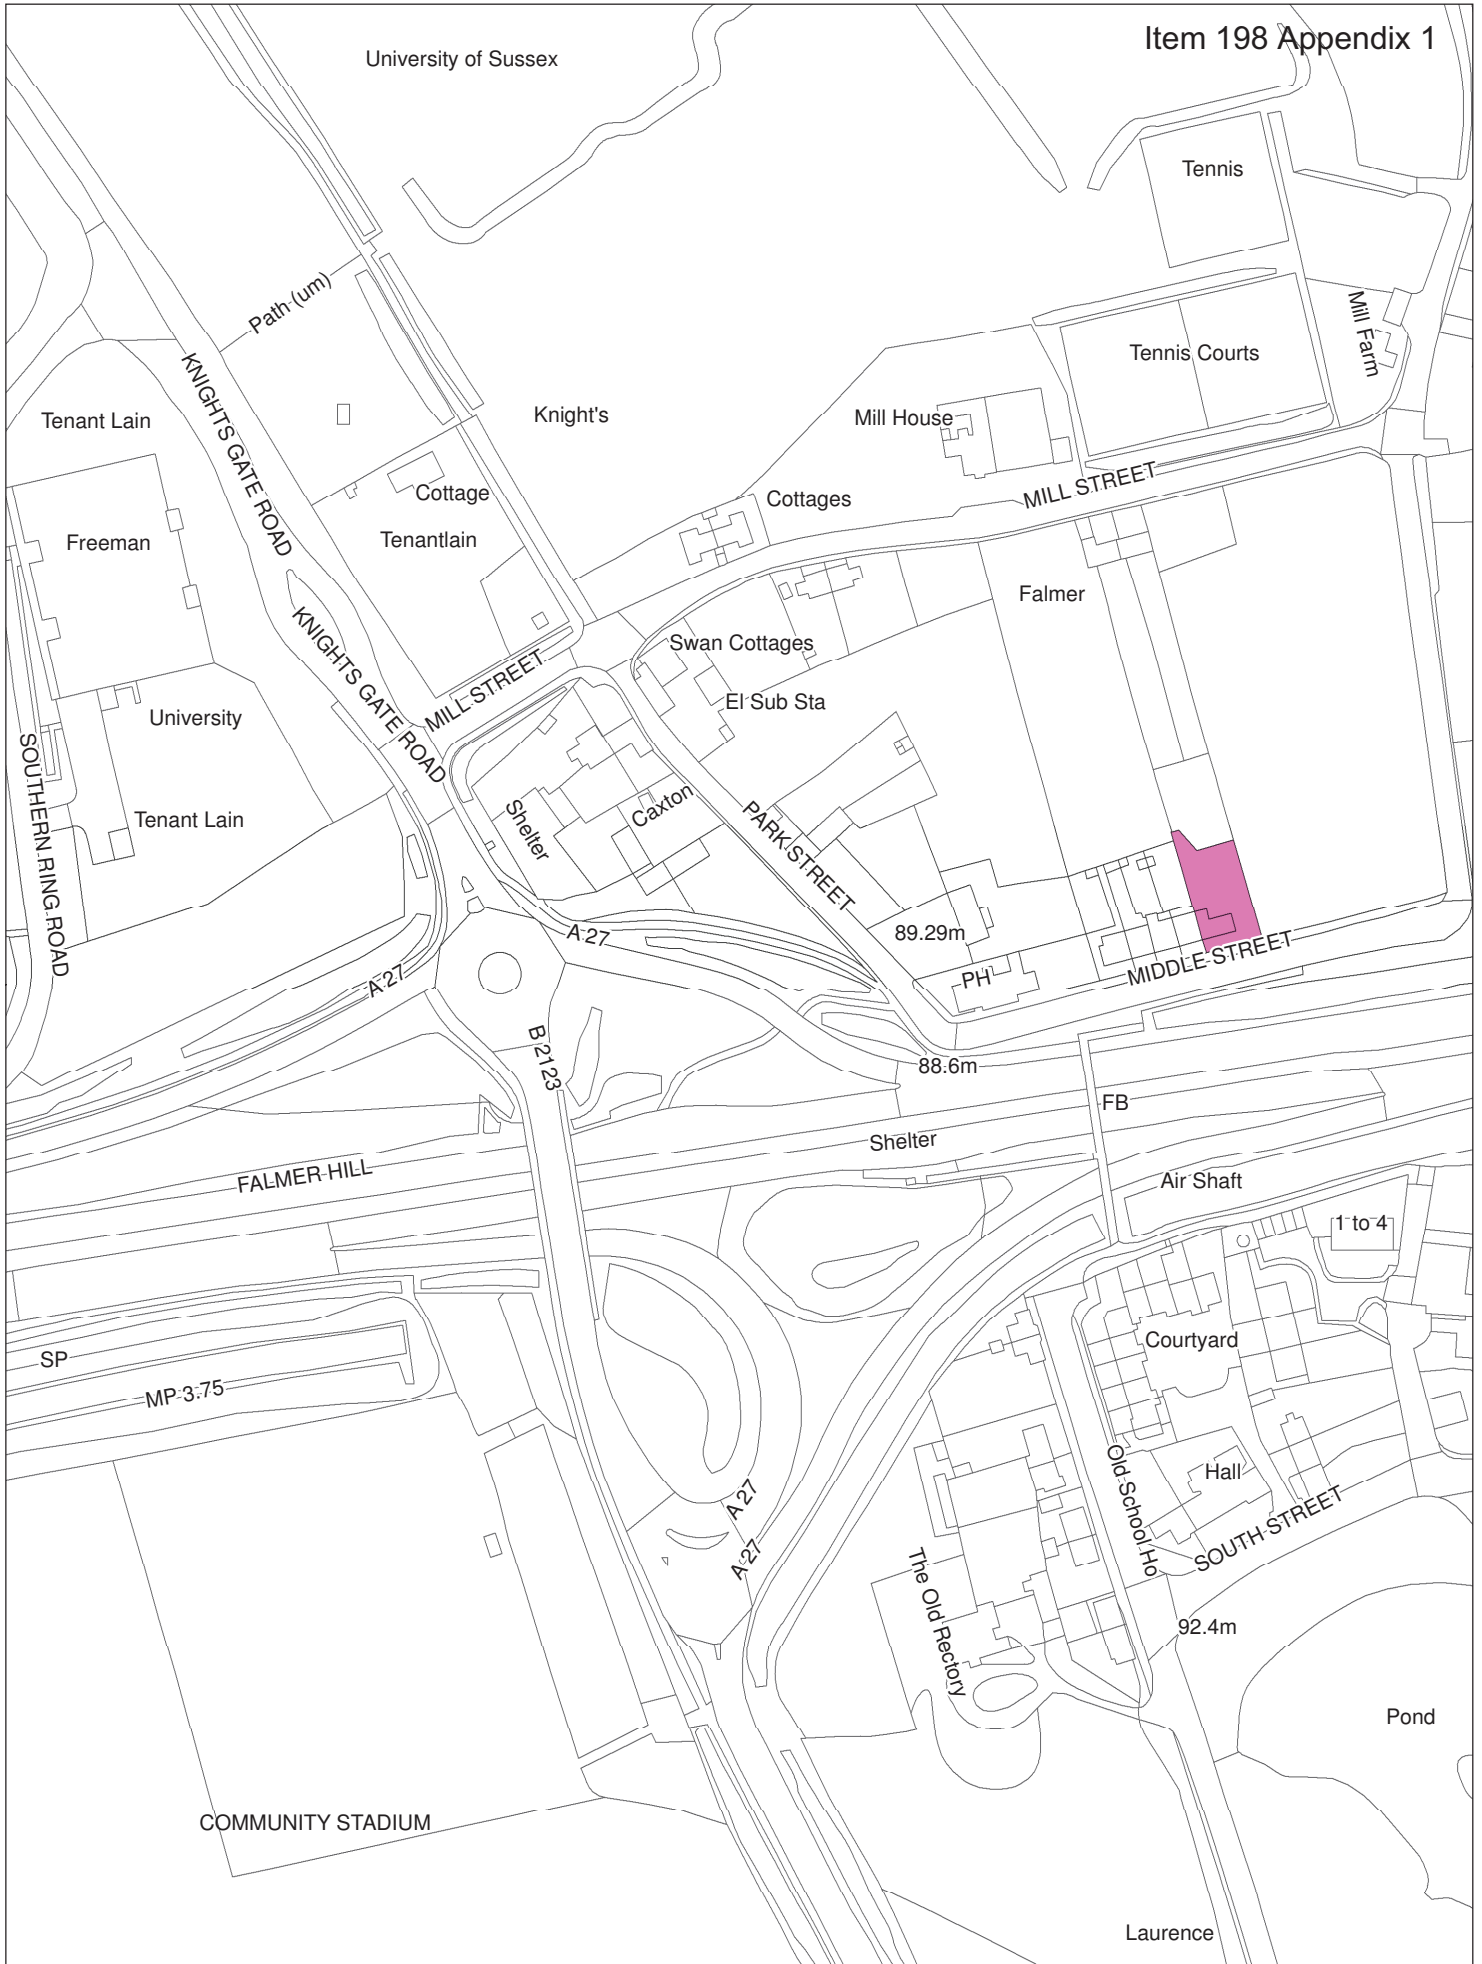 Item 198 Appendix 1
University of Sussex
Tennis
Path (um)
Mill Farm
Tennis Courts
KNIGHTS GATE ROAD
Tenant Lain
Knight's
Mill House
Cottage
Cottages
MILL STREET
Freeman
Tenantlain
Falmer
KNIGHTS GATE ROAD
Swan Cottages
MILL STREET
El Sub Sta
University
SOUTHERN RING ROAD
Tenant Lain
Shelter
Caxton
PARK STREET
A 27
89.29m
MIDDLE STREET
A 27
PH
B 2123
88.6m
FB
Shelter
FALMER HILL
Air Shaft
1 to 4
Courtyard
SP
MP 3.75
Old School Ho
Hall
A 27
SOUTH STREET
A 27
The Old Rectory
92.4m
Pond
COMMUNITY STADIUM
Laurence